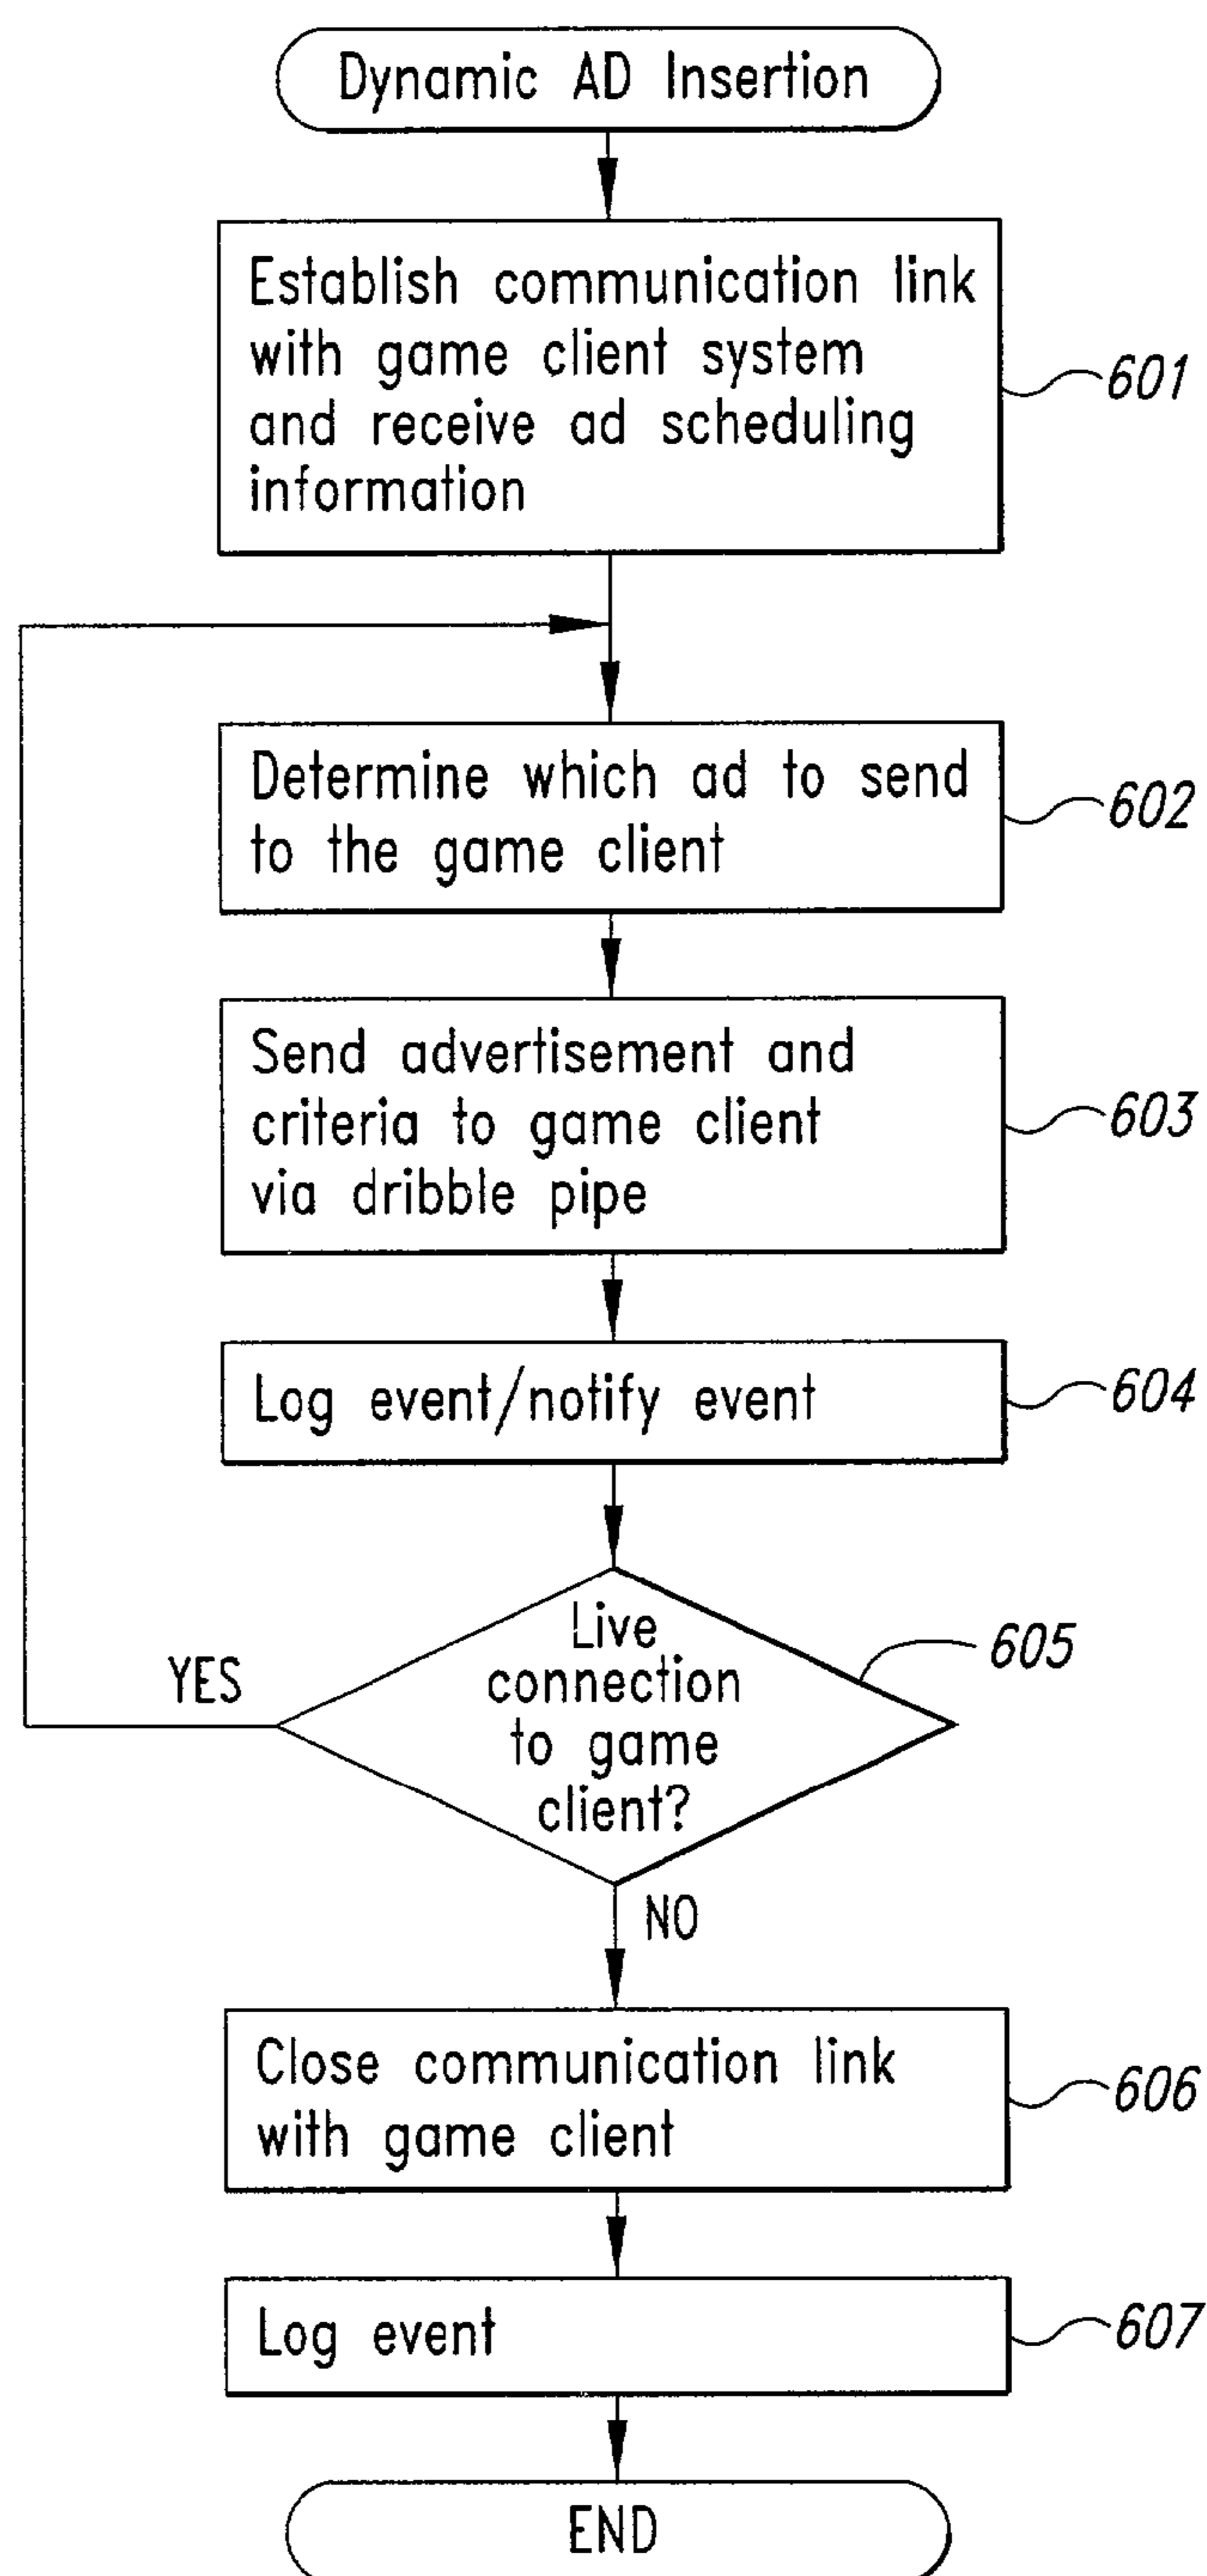 Dynamic AD Insertion
Establish communication link
with game client system
and receive ad scheduling
information
601
Determine which ad to send
to the game client
602
Send advertisement and
criteria to game client
via dribble pipe
603
Log event/notify event
604
Live
connection
to game
client?
605
YES
NO
Close communication link
with game client
606
Log event
607
END